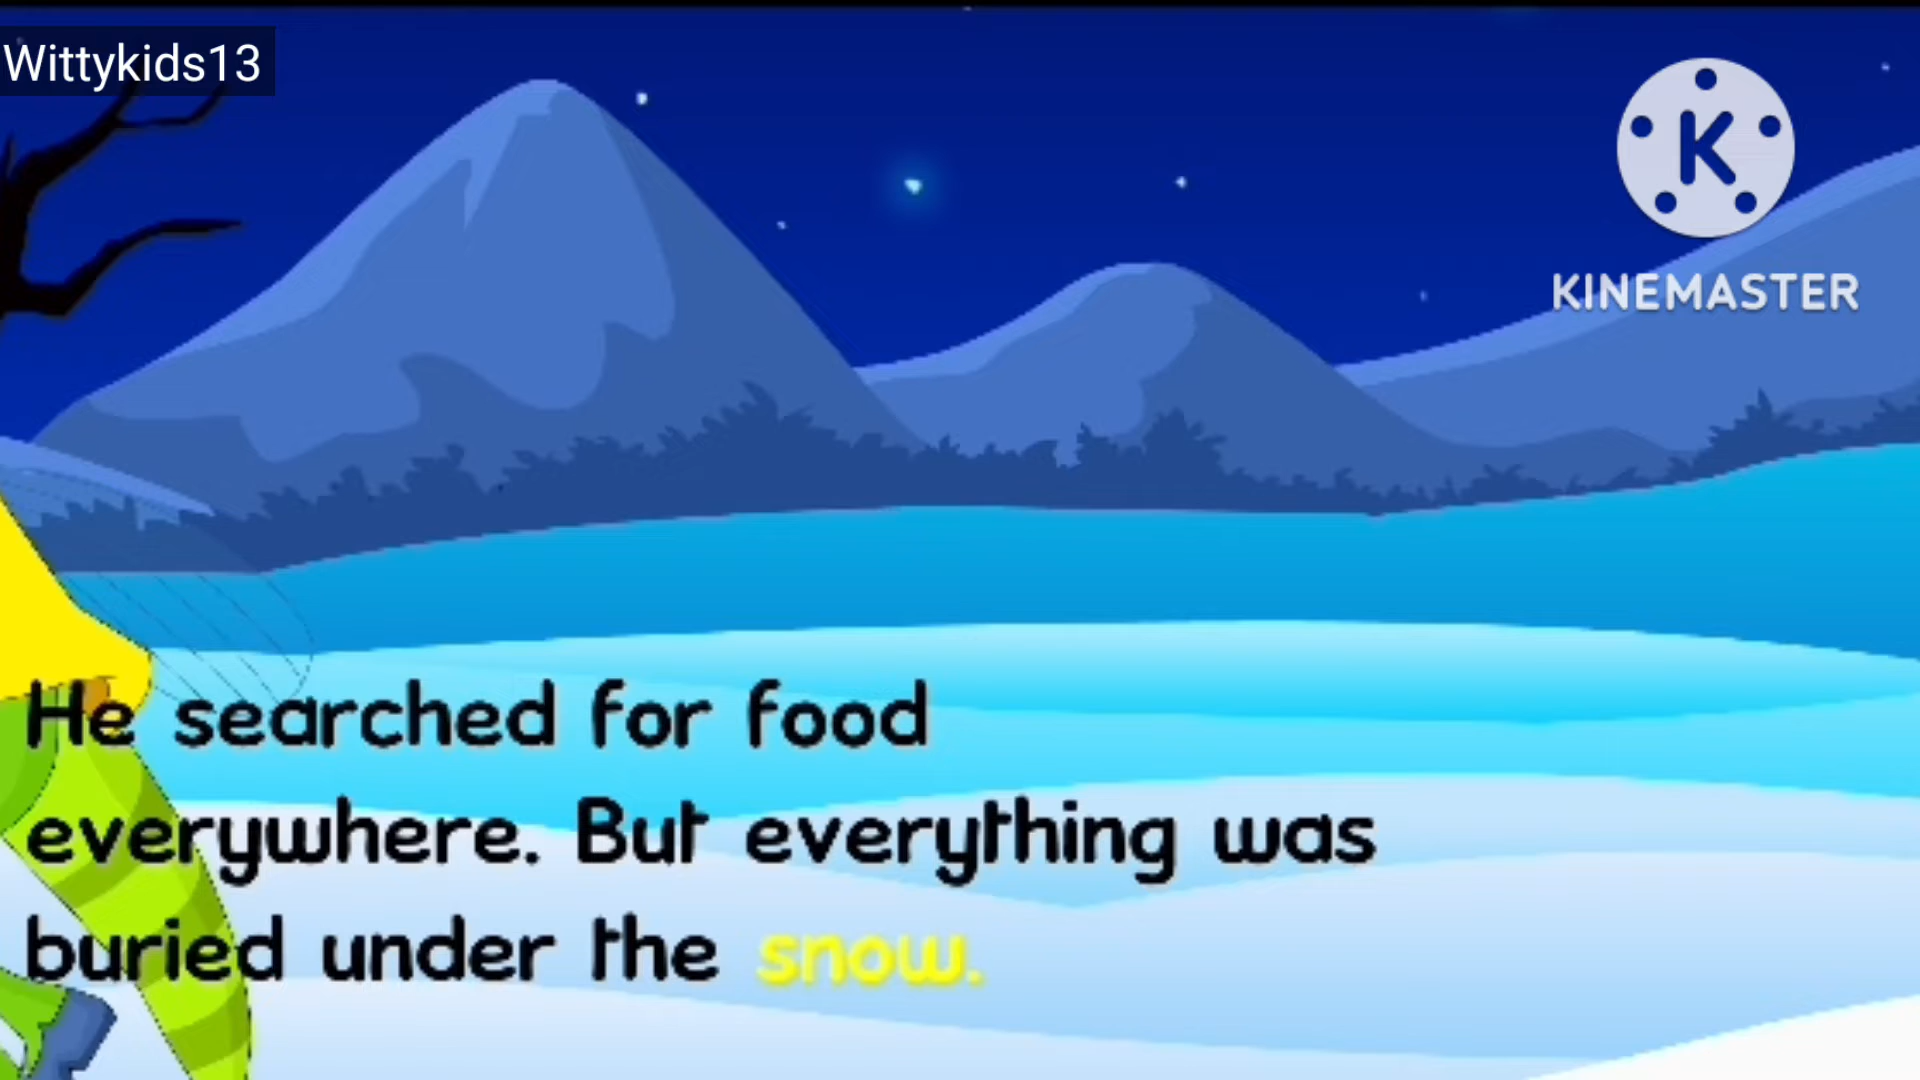 Wittykids13
K
KINEMASTER
He searched for food
everywhere. But everything was
buried under the snow.